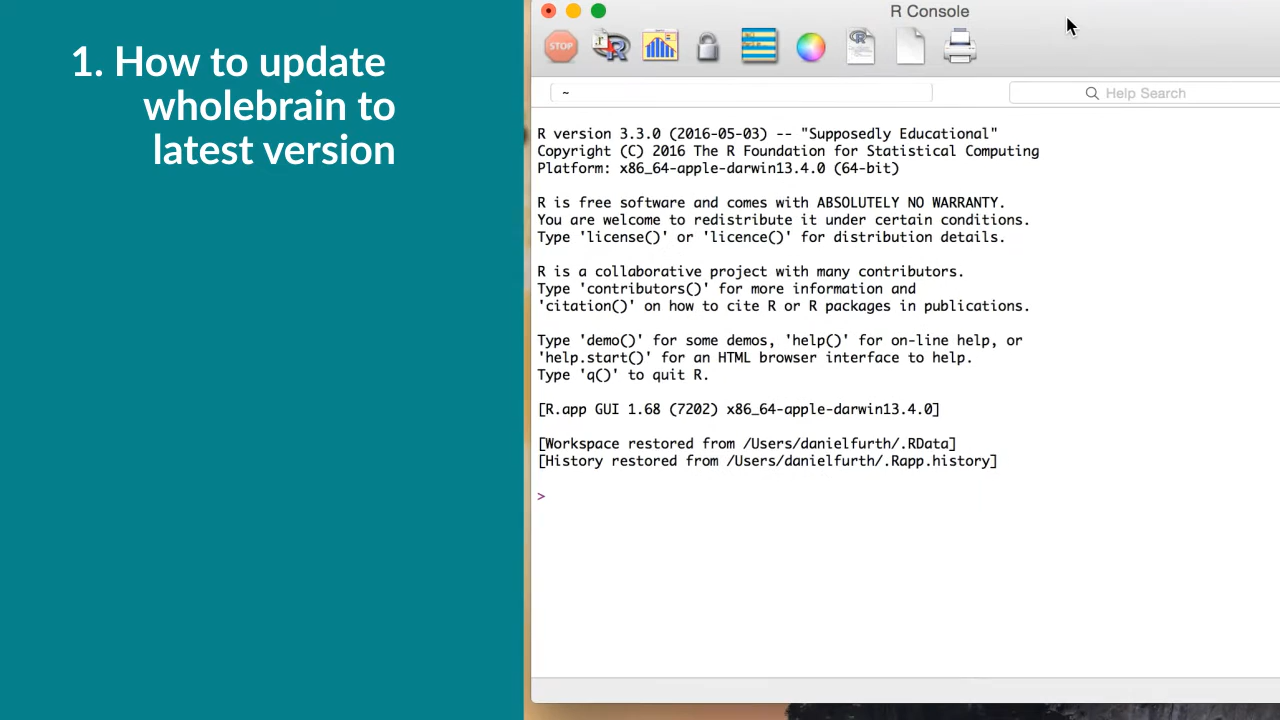 1. How to update
wholebrain to
latest version
R Console
STOP
~
Help Search
R version 3.3.0 (2016-05-03) -- "Supposedly Educational"
Copyright (C) 2016 The R Foundation for Statistical Computing
Platform: x86_64-apple-darwin13.4.0 (64-bit)
R is free software and comes with ABSOLUTELY NO WARRANTY.
You are welcome to redistribute it under certain conditions.
Type 'license()' or 'licence()' for distribution details.
R is a collaborative project with many contributors.
Type 'contributors()' for more information and
'citation()' on how to cite R or R packages in publications.
Type 'demo()' for some demos, 'help()' for on-line help, or
'help.start()' for an HTML browser interface to help.
Type 'q()' to quit R.
[R.app GUI 1.68 (7202) x86_64-apple-darwin13.4.0]
[Workspace restored from /Users/danielfurth/.RData]
[History restored from /Users/danielfurth/.Rapp.history]
>